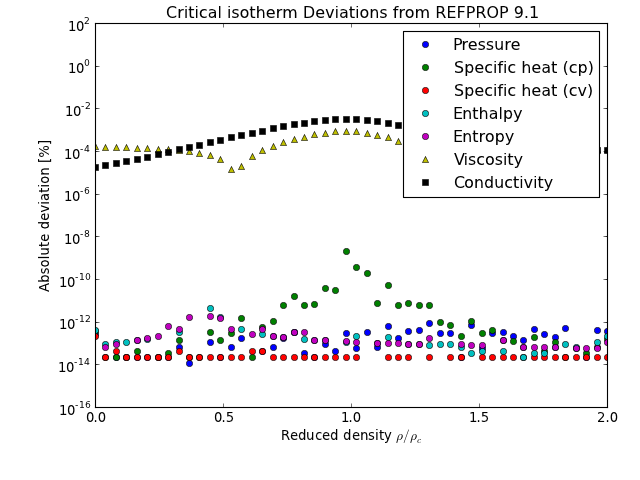 Critical isotherm Deviations from REFPROP 9.1
10^2
10^0
10^-2
10^-4
10^-6
10^-8
10^-10
10^-12
10^-14
10^-16
Absolute deviation [%]
Pressure
Specific heat (cp)
Specific heat (cv)
Enthalpy
Entropy
Viscosity
Conductivity
0.0 0.5 1.0 1.5 2.0
Reduced density ρ/ρ_c